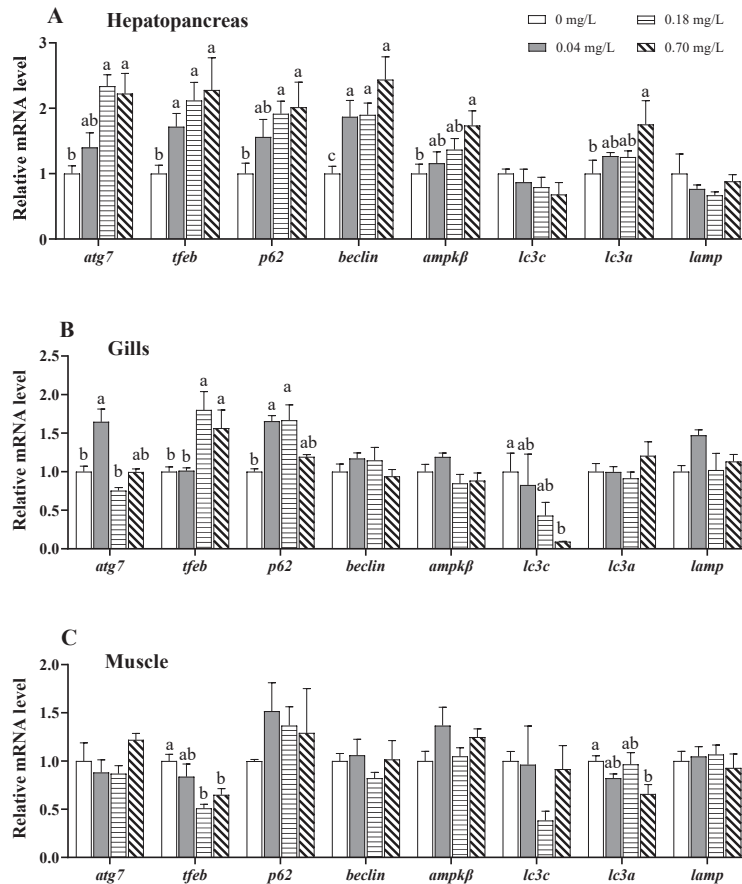 A
Hepatopancreas
0 mg/L
0.18 mg/L
0.04 mg/L
0.70 mg/L
Relative mRNA level
3
2
1
0
b ab a a
b a a a
b ab a a
c a a a
b ab ab a
b ab ab a
atg7 tfeb p62 beclin ampkβ lc3c lc3a lamp
B
Gills
Relative mRNA level
2.5
2.0
1.5
1.0
0.5
0.0
b a b ab
b b a a
b a a ab
a ab ab b
atg7 tfeb p62 beclin ampkβ lc3c lc3a lamp
C
Muscle
Relative mRNA level
2.0
1.5
1.0
0.5
0.0
a ab b b
a ab ab b
atg7 tfeb p62 beclin ampkβ lc3c lc3a lamp